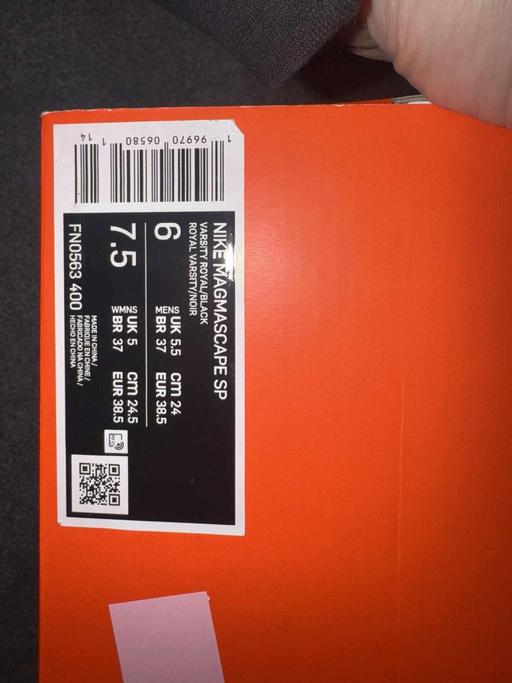 NIKE MAGMASCAPE SP
VARSITY ROYAL/BLACK
ROYAL VARSITY/NOIR
6 MENS UK 5.5 cm 24
BR 37 EUR 38.5
7.5 WMNS UK 5 cm 24.5
BR 37 EUR 38.5
FN0563 400
MADE IN CHINA /
FABRIQUE EN CHINE /
FABRICADO NA CHINA /
HECHO EN CHINA
1 96970 06580 1 14